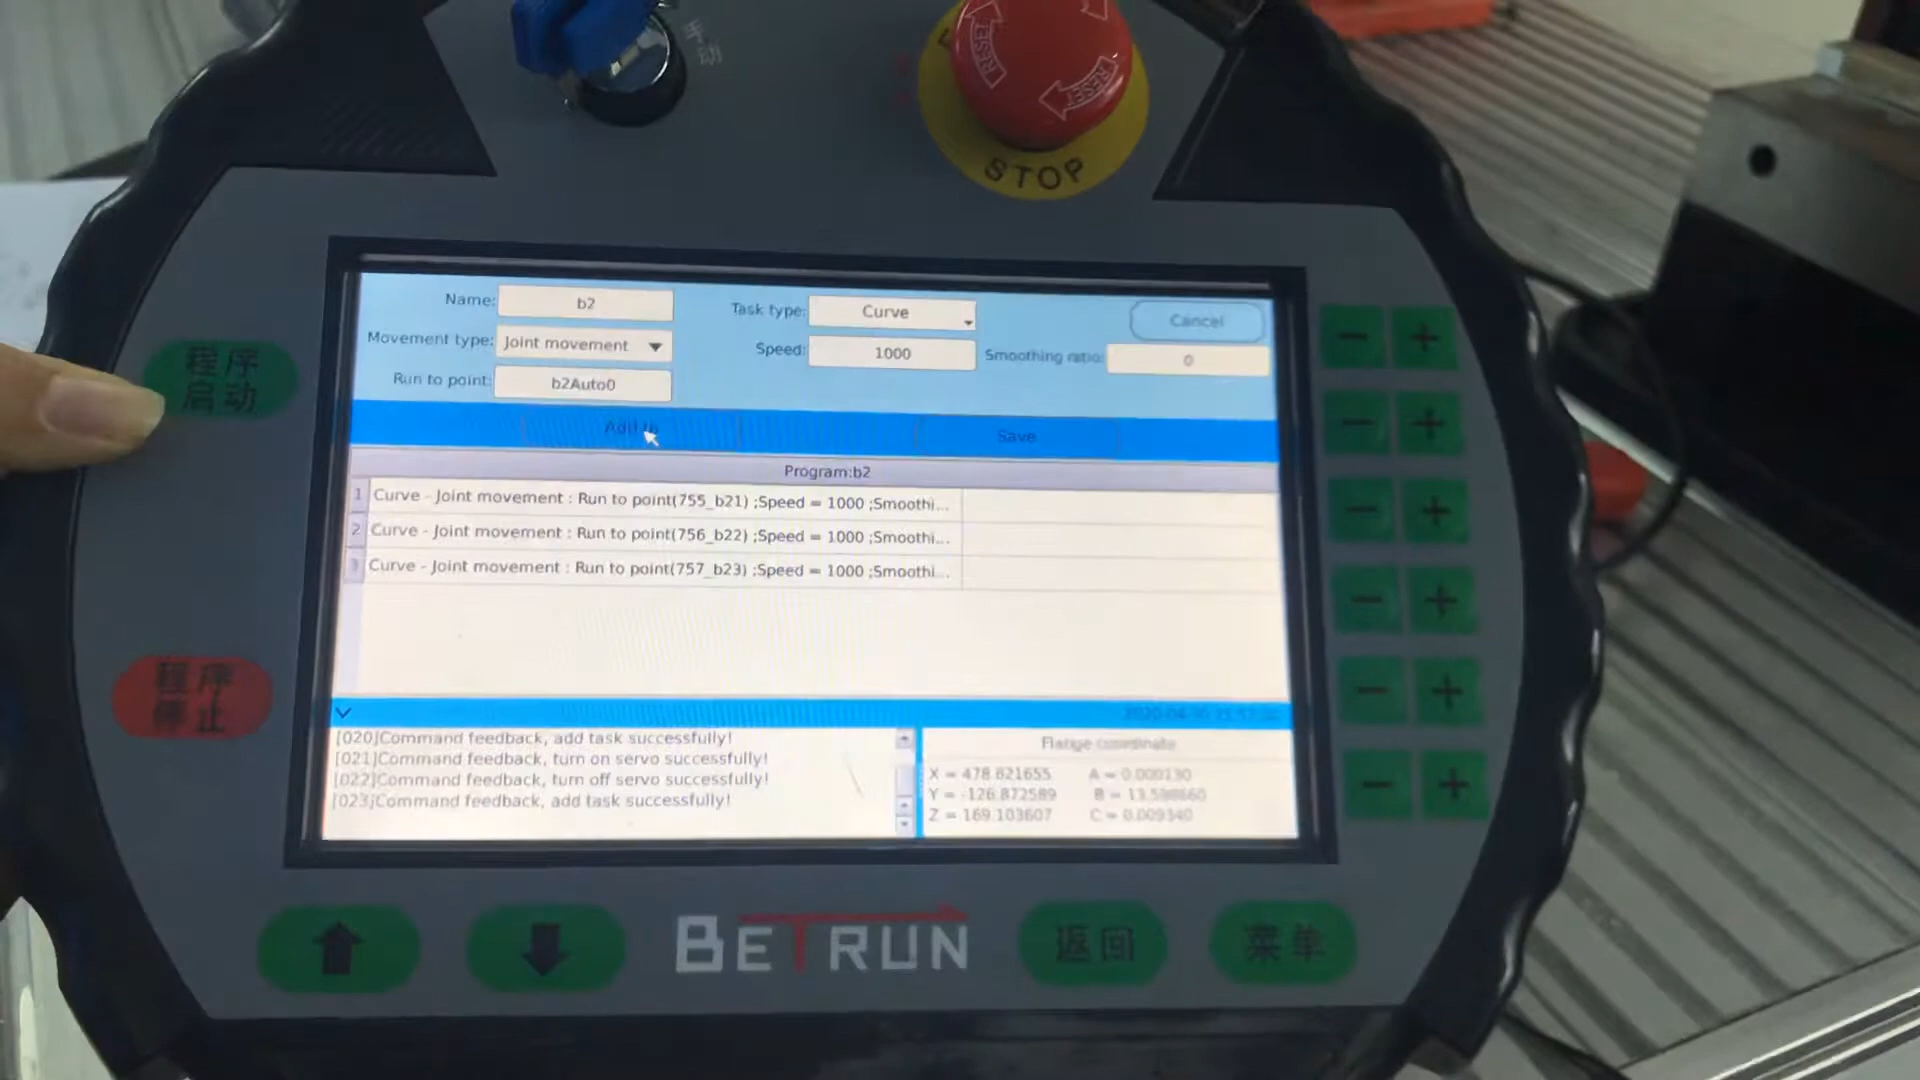 手动
RESET
RESET
STOP
Name: b2
Task type: Curve
Cancel
Movement type: Joint movement
Speed: 1000
Smoothing ratio: 0
Run to point: b2Auto0
Add to
Save
Program:b2
1 Curve - Joint movement : Run to point(755_b21) ;Speed = 1000 ;Smoothi...
2 Curve - Joint movement : Run to point(756_b22) ;Speed = 1000 ;Smoothi...
3 Curve - Joint movement : Run to point(757_b23) ;Speed = 1000 ;Smoothi...
[020]Command feedback, add task successfully!
[021]Command feedback, turn on servo successfully!
[022]Command feedback, turn off servo successfully!
[023]Command feedback, add task successfully!
Flange coordinate
X = 478.821655 A = 0.000130
Y = -126.872589 B =
Z = 169.103607 C = 0.009340
程序
启动
程序
停止
- +
- +
- +
- +
- +
- +
BETRUN
返回
菜单